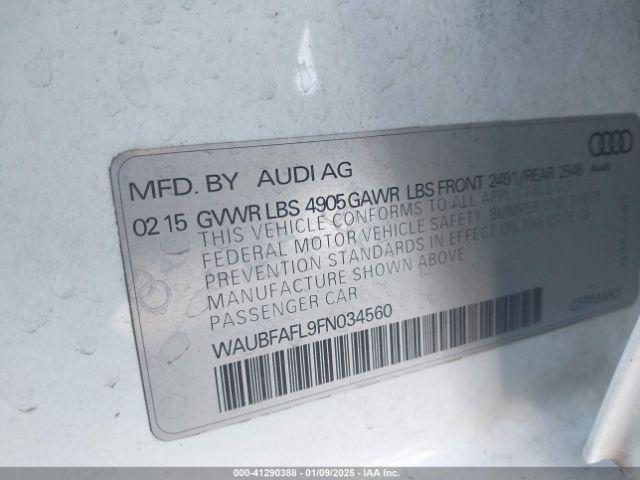 MFD. BY AUDI AG
02 15 GVWR LBS 4905 GAWR LBS FRONT 2491/REAR 2546
Audi
THIS VEHICLE CONFORMS TO ALL APPLICABLE U.S.
FEDERAL MOTOR VEHICLE SAFETY, BUMPER AND THEFT
PREVENTION STANDARDS IN EFFECT ON THE DATE OF
MANUFACTURE SHOWN ABOVE
PASSENGER CAR
GERMANY
WAUBFAFL9FN034560
000-41290388 - 01/09/2025 - IAA Inc.